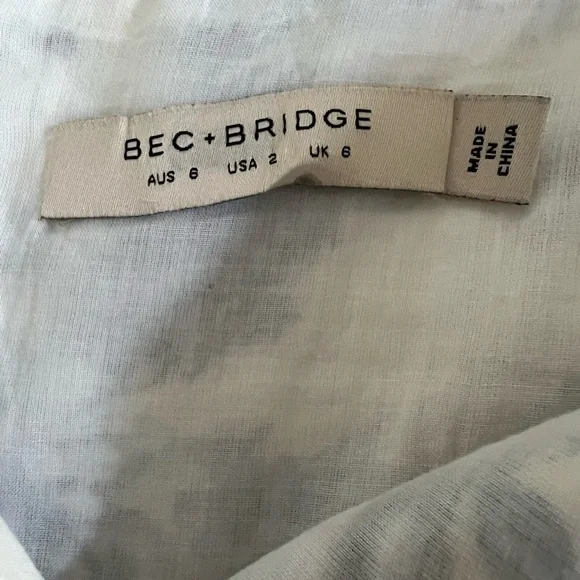 BEC+BRIDGE
AUS 6 USA 2 UK 6
MADE
IN
CHINA